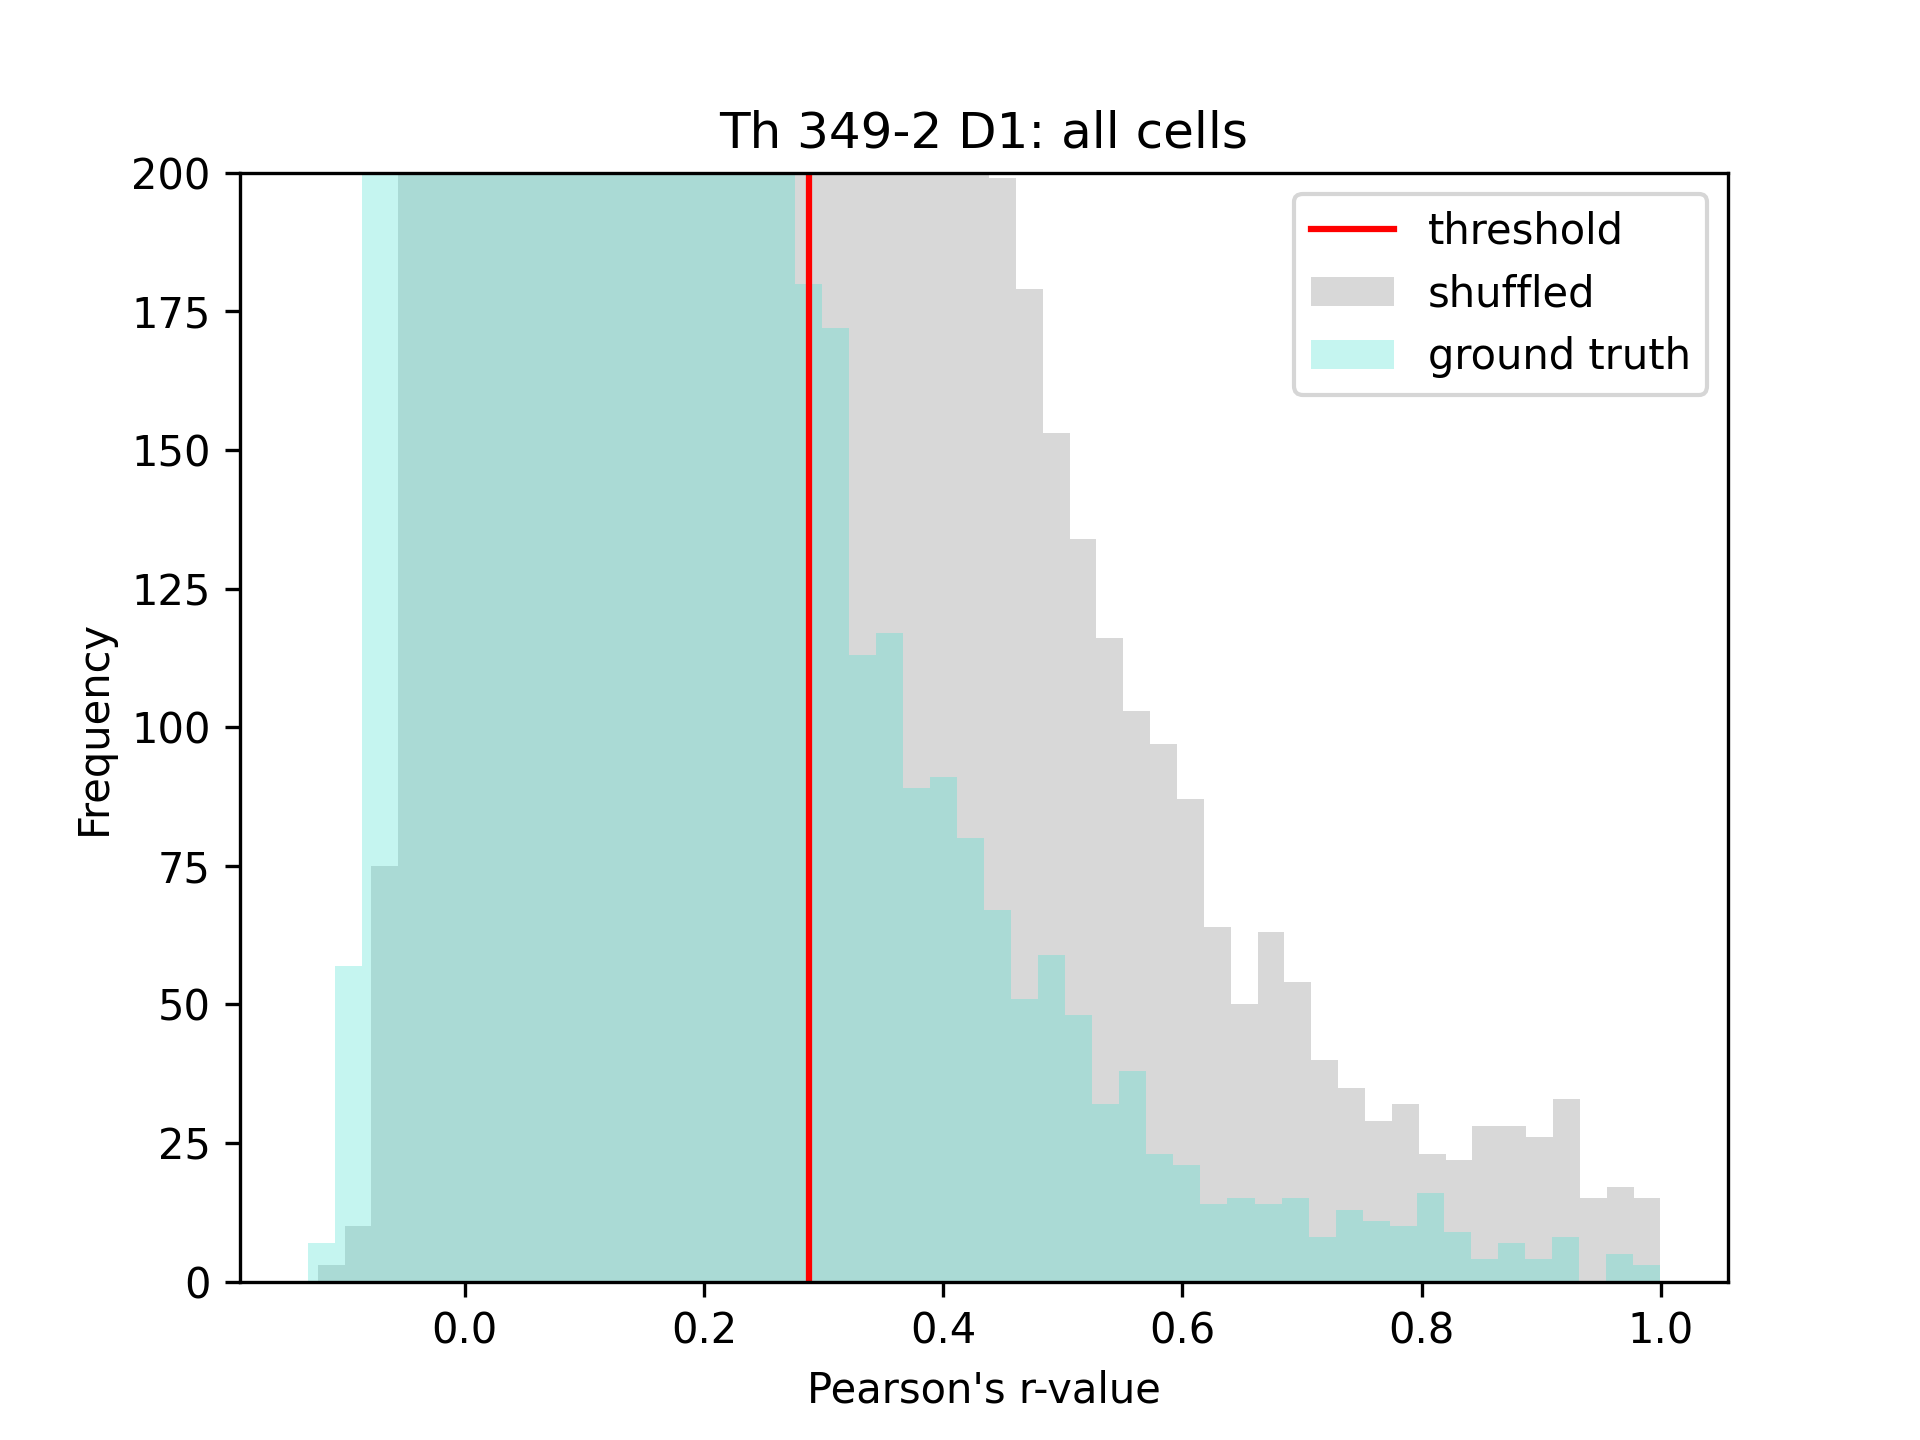 Th 349-2 D1: all cells
threshold
shuffled
ground truth
Frequency
200
175
150
125
100
75
50
25
0
0.0 0.2 0.4 0.6 0.8 1.0
Pearson's r-value